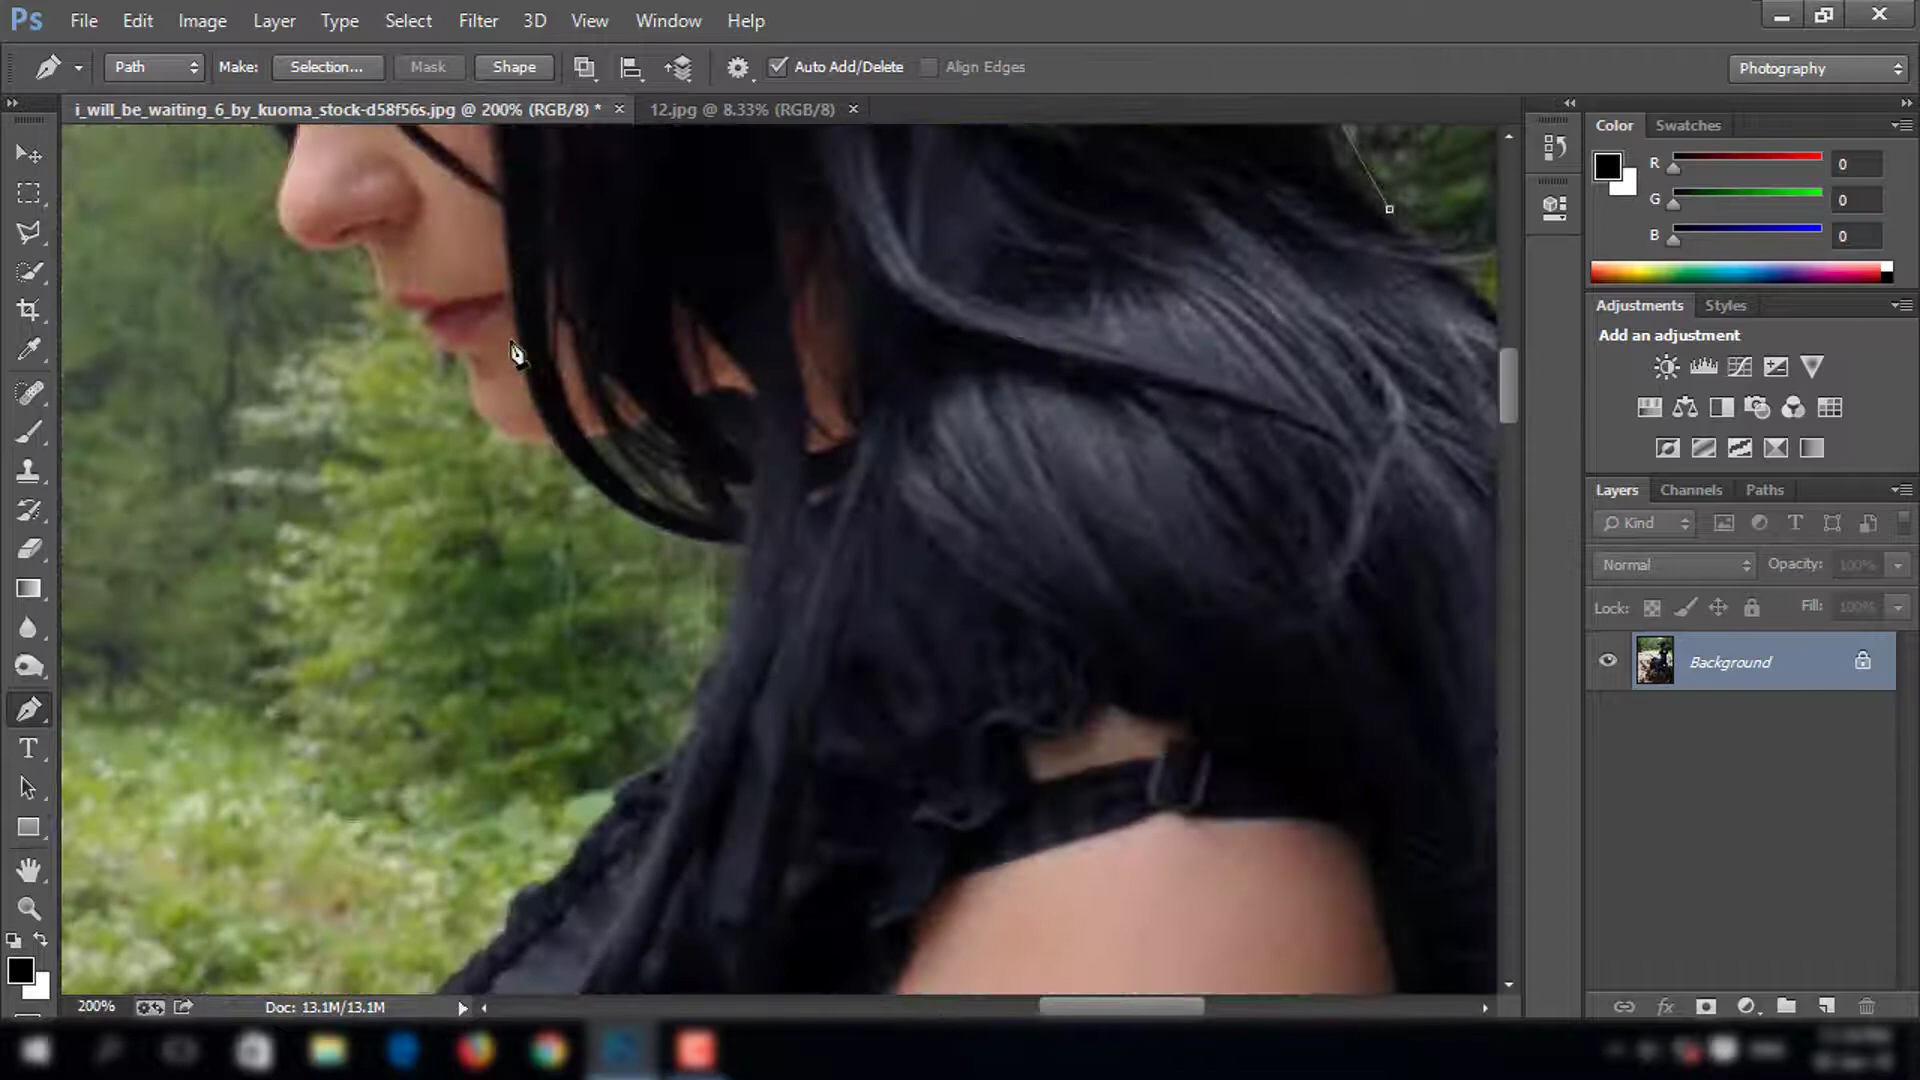 Ps File Edit Image Layer Type Select Filter 3D View Window Help
Path Make: Selection... Mask Shape Auto Add/Delete Align Edges Photography
i_will_be_waiting_6_by_kuoma_stock-d58f56s.jpg @ 200% (RGB/8) * 12.jpg @ 8.33% (RGB/8)
Color Swatches
R 0
G 0
B 0
Adjustments Styles
Add an adjustment
Layers Channels Paths
Kind
Normal Opacity: 100%
Lock: Fill: 100%
Background
200% Doc: 13.1M/13.1M